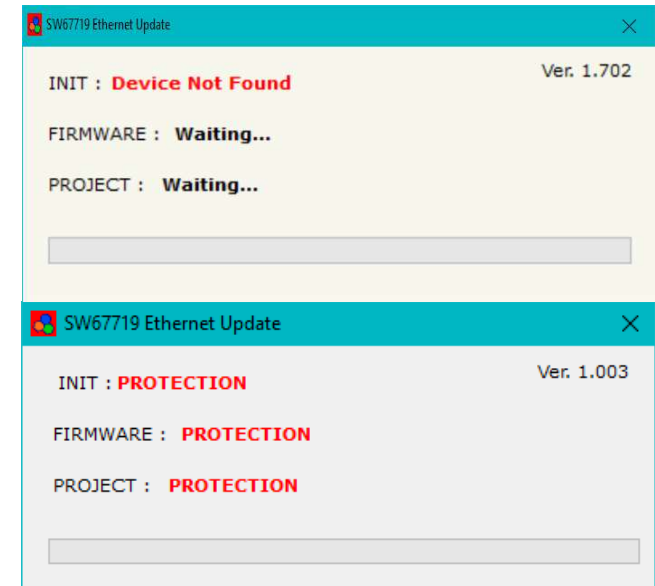 SW67719 Ethernet Update
Ver. 1.702
INIT : Device Not Found
FIRMWARE : Waiting...
PROJECT : Waiting...
SW67719 Ethernet Update
Ver. 1.003
INIT : PROTECTION
FIRMWARE : PROTECTION
PROJECT : PROTECTION